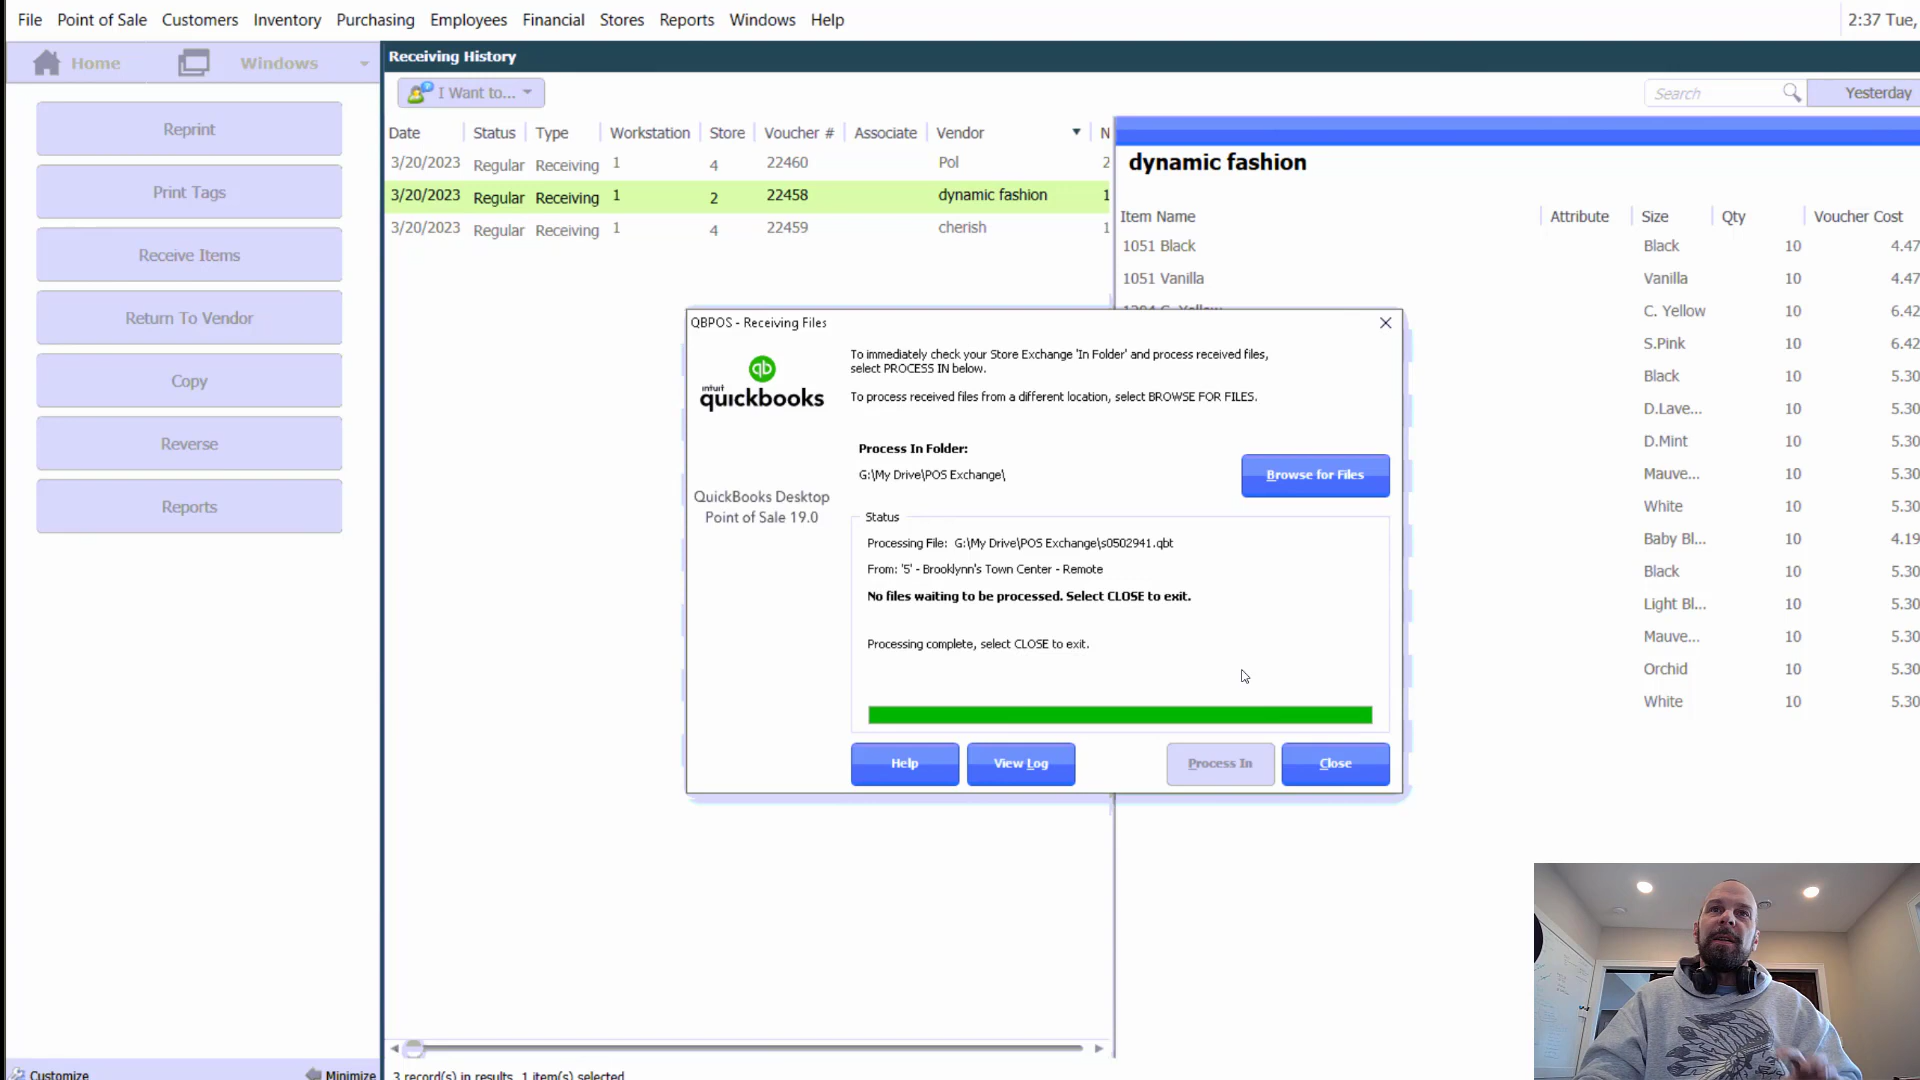 File Point of Sale Customers Inventory Purchasing Employees Financial Stores Reports Windows Help
2:37 Tue,
Home Windows
Receiving History
I Want to...
Search
Yesterday
Reprint
Print Tags
Receive Items
Return To Vendor
Copy
Reverse
Reports
Date Status Type Workstation Store Voucher # Associate Vendor N
3/20/2023 Regular Receiving 1 4 22460 Pol 2
3/20/2023 Regular Receiving 1 2 22458 dynamic fashion 1
3/20/2023 Regular Receiving 1 4 22459 cherish 1
dynamic fashion
Item Name Attribute Size Qty Voucher Cost
1051 Black Black 10 4.47
1051 Vanilla Vanilla 10 4.47
C. Yellow 10 6.42
S.Pink 10 6.42
Black 10 5.30
D.Lave... 10 5.30
D.Mint 10 5.30
Mauve... 10 5.30
White 10 5.30
Baby Bl... 10 4.19
Black 10 5.30
Light Bl... 10 5.30
Mauve... 10 5.30
Orchid 10 5.30
White 10 5.30
QBPOS - Receiving Files
qb
intuit
quickbooks
QuickBooks Desktop
Point of Sale 19.0
To immediately check your Store Exchange 'In Folder' and process received files,
select PROCESS IN below.
To process received files from a different location, select BROWSE FOR FILES.
Process In Folder:
G:\My Drive\POS Exchange\
Browse for Files
Status
Processing File: G:\My Drive\POS Exchange\s0502941.qbt
From: '5' - Brooklynn's Town Center - Remote
No files waiting to be processed. Select CLOSE to exit.
Processing complete, select CLOSE to exit.
Help View Log Process In Close
Customize Minimize
3 record(s) in results, 1 item(s) selected